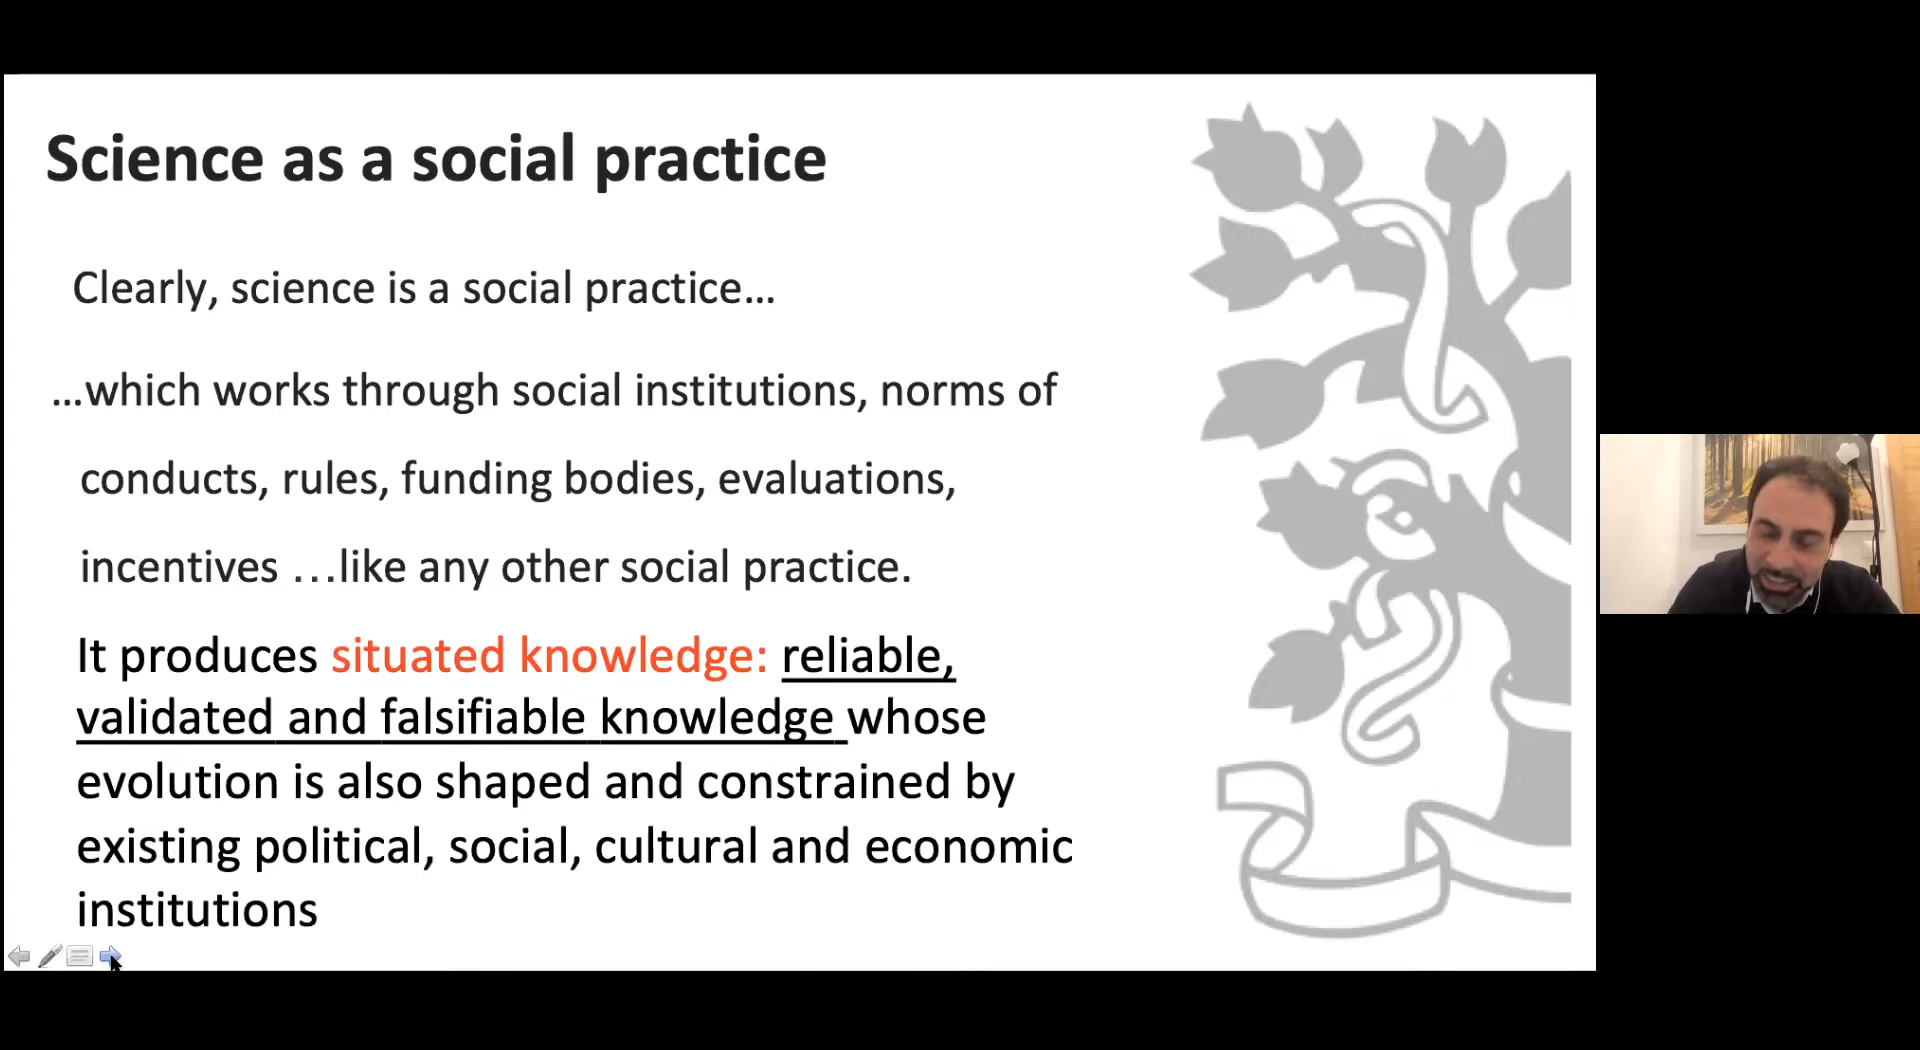 Science as a social practice
Clearly, science is a social practice...
...which works through social institutions, norms of
conducts, rules, funding bodies, evaluations,
incentives ...like any other social practice.
It produces situated knowledge: reliable,
validated and falsifiable knowledge whose
evolution is also shaped and constrained by
existing political, social, cultural and economic
institutions